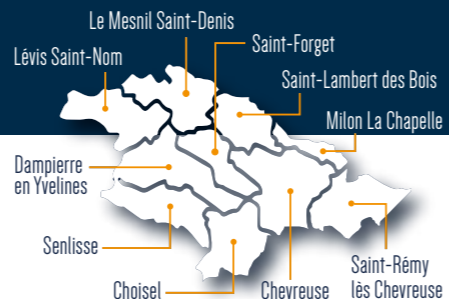 Le Mesnil Saint-Denis
Saint-Forget
Lévis Saint-Nom
Saint-Lambert des Bois
Milon La Chapelle
Dampierre
en Yvelines
Senlisse
Choisel
Chevreuse
Saint-Rémy
lès Chevreuse